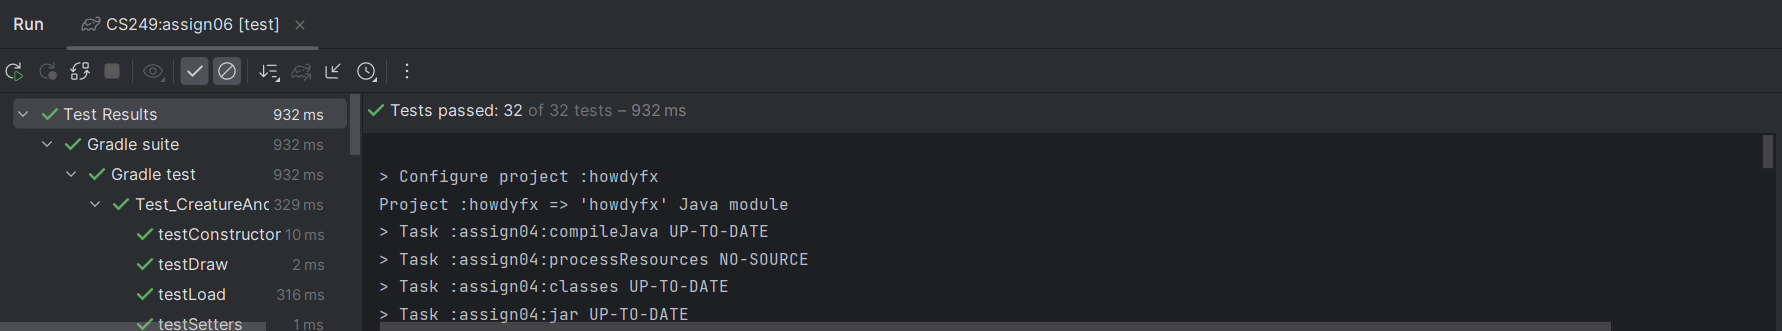 Run CS249:assign06 [test]
Test Results 932 ms
Gradle suite 932 ms
Gradle test 932 ms
Test_CreatureAnd 329 ms
testConstructor 10 ms
testDraw 2 ms
testLoad 316 ms
testSetters 1 ms
Tests passed: 32 of 32 tests – 932 ms
> Configure project :howdyfx
Project :howdyfx => 'howdyfx' Java module
> Task :assign04:compileJava UP-TO-DATE
> Task :assign04:processResources NO-SOURCE
> Task :assign04:classes UP-TO-DATE
> Task :assign04:jar UP-TO-DATE